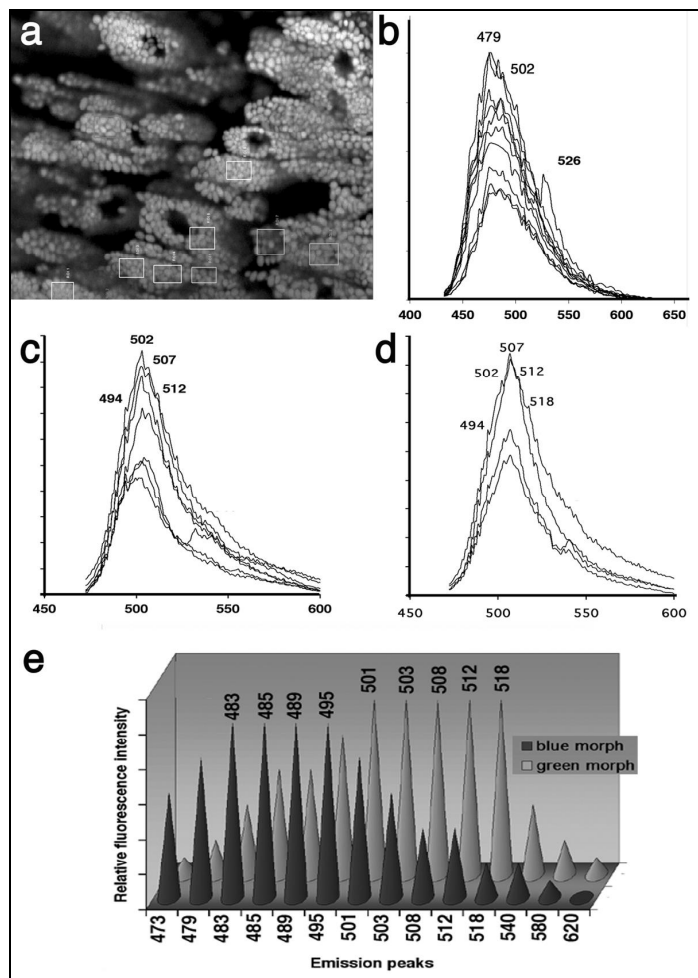 a
b
479
502
526
400 450 500 550 600 650
c
502
507
512
494
450 500 550 600
d
507
502
512
518
494
450 500 550 600
e
Relative fluorescence intensity
483 485 489 495 501 503 508 512 518
blue morph
green morph
473 479 483 485 489 495 501 503 508 512 518 540 580 620
Emission peaks